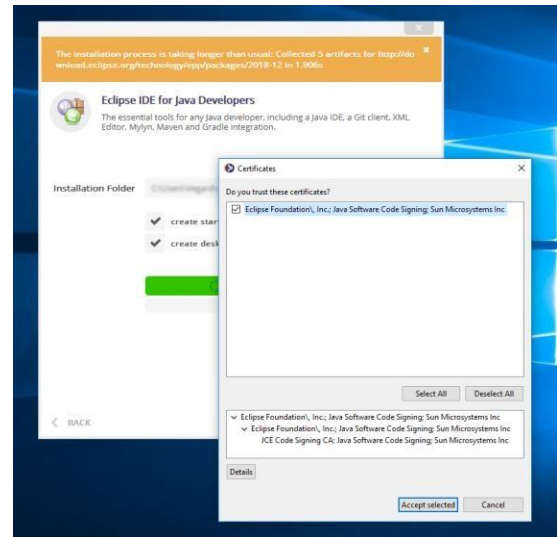 The installation process is taking longer than usual: Collected 5 artifacts for http://do
wnload.eclipse.org/technology/epp/packages/2018-12 in 1.906s
Eclipse IDE for Java Developers
The essential tools for any Java developer, including a Java IDE, a Git client, XML
Editor, Mylyn, Maven and Gradle integration.
Installation Folder
create star
create desk
BACK
Certificates
Do you trust these certificates?
Eclipse Foundation\, Inc.; Java Software Code Signing; Sun Microsystems Inc
Select All
Deselect All
Eclipse Foundation\, Inc.; Java Software Code Signing; Sun Microsystems Inc
Eclipse Foundation\, Inc.; Java Software Code Signing; Sun Microsystems Inc
JCE Code Signing CA; Java Software Code Signing; Sun Microsystems Inc
Details
Accept selected
Cancel